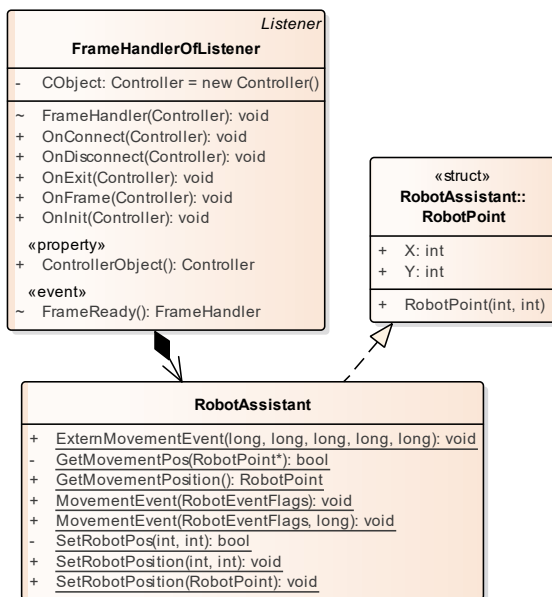 Listener
FrameHandlerOfListener
- CObject: Controller = new Controller()
~ FrameHandler(Controller): void
+ OnConnect(Controller): void
+ OnDisconnect(Controller): void
+ OnExit(Controller): void
+ OnFrame(Controller): void
+ OnInit(Controller): void
«property»
+ ControllerObject(): Controller
«event»
~ FrameReady(): FrameHandler
«struct»
RobotAssistant::
RobotPoint
+ X: int
+ Y: int
+ RobotPoint(int, int)
RobotAssistant
+ ExternMovementEvent(long, long, long, long, long): void
- GetMovementPos(RobotPoint*): bool
+ GetMovementPosition(): RobotPoint
+ MovementEvent(RobotEventFlags): void
+ MovementEvent(RobotEventFlags, long): void
- SetRobotPos(int, int): bool
+ SetRobotPosition(int, int): void
+ SetRobotPosition(RobotPoint): void